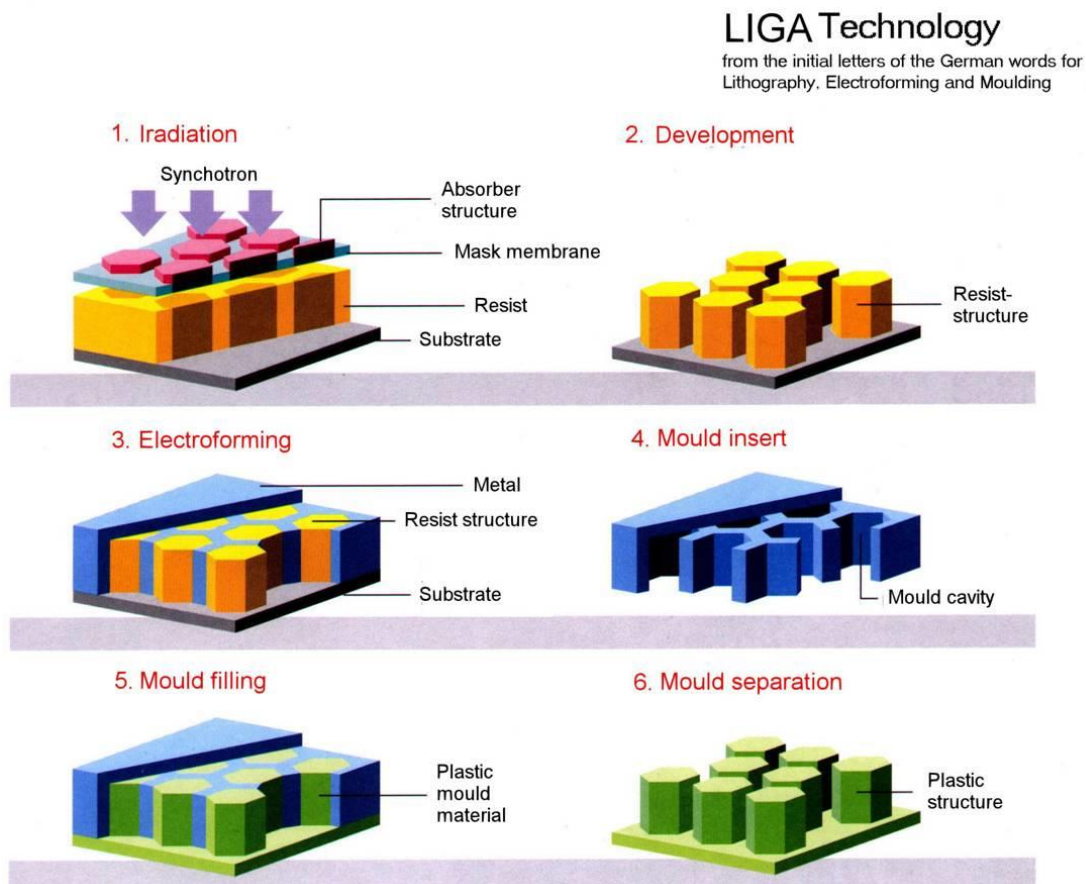 LIGA Technology
from the initial letters of the German words for
Lithography, Electroforming and Moulding
1. Iradiation
Synchotron
Absorber
structure
Mask membrane
Resist
Substrate
2. Development
Resist-
structure
3. Electroforming
Metal
Resist structure
Substrate
4. Mould insert
Mould cavity
5. Mould filling
Plastic
mould
material
6. Mould separation
Plastic
structure